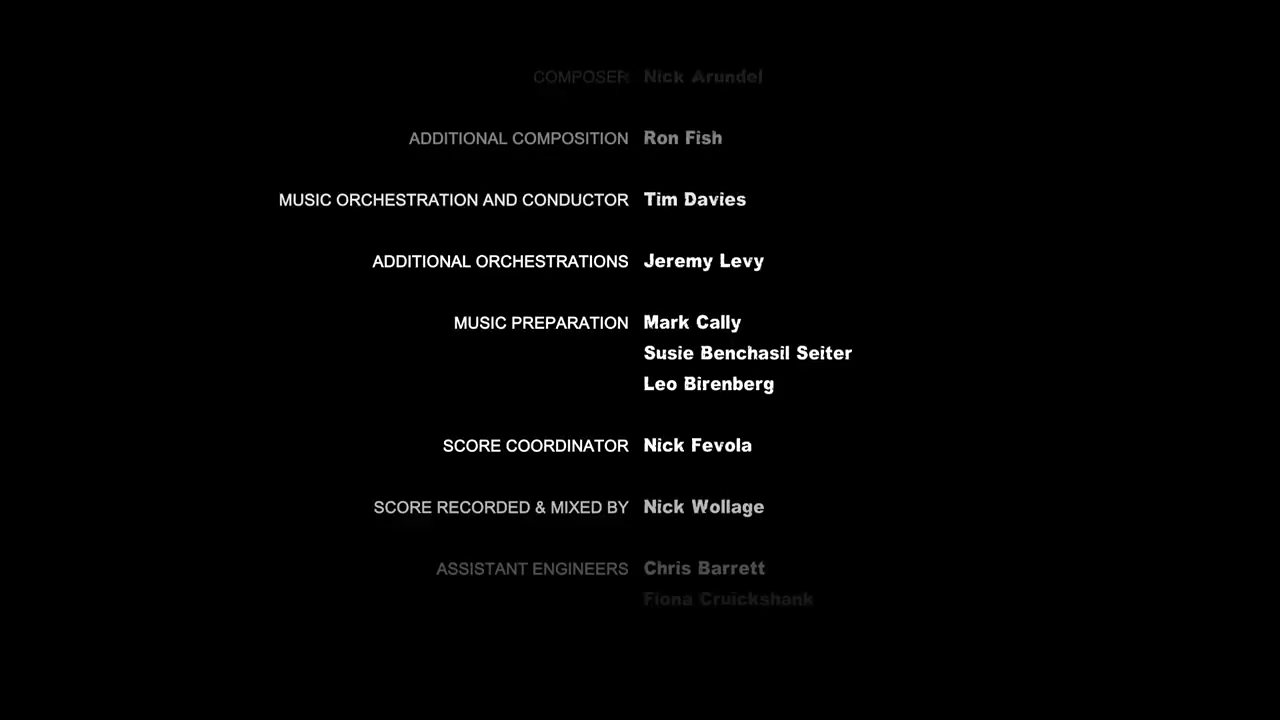 COMPOSER Nick Arundel
ADDITIONAL COMPOSITION Ron Fish
MUSIC ORCHESTRATION AND CONDUCTOR Tim Davies
ADDITIONAL ORCHESTRATIONS Jeremy Levy
MUSIC PREPARATION Mark Cally
Susie Benchasil Seiter
Leo Birenberg
SCORE COORDINATOR Nick Fevola
SCORE RECORDED & MIXED BY Nick Wollage
ASSISTANT ENGINEERS Chris Barrett
Fiona Cruickshank